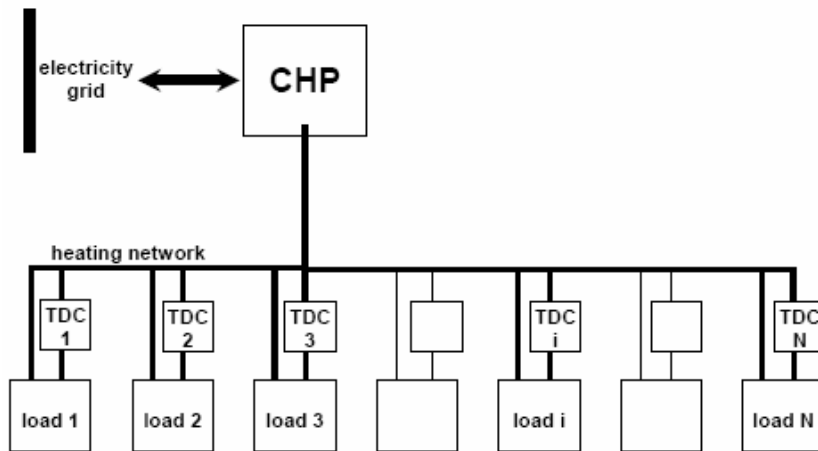 electricity
grid
CHP
heating network
TDC
1
TDC
2
TDC
3
TDC
i
TDC
N
load 1
load 2
load 3
load i
load N